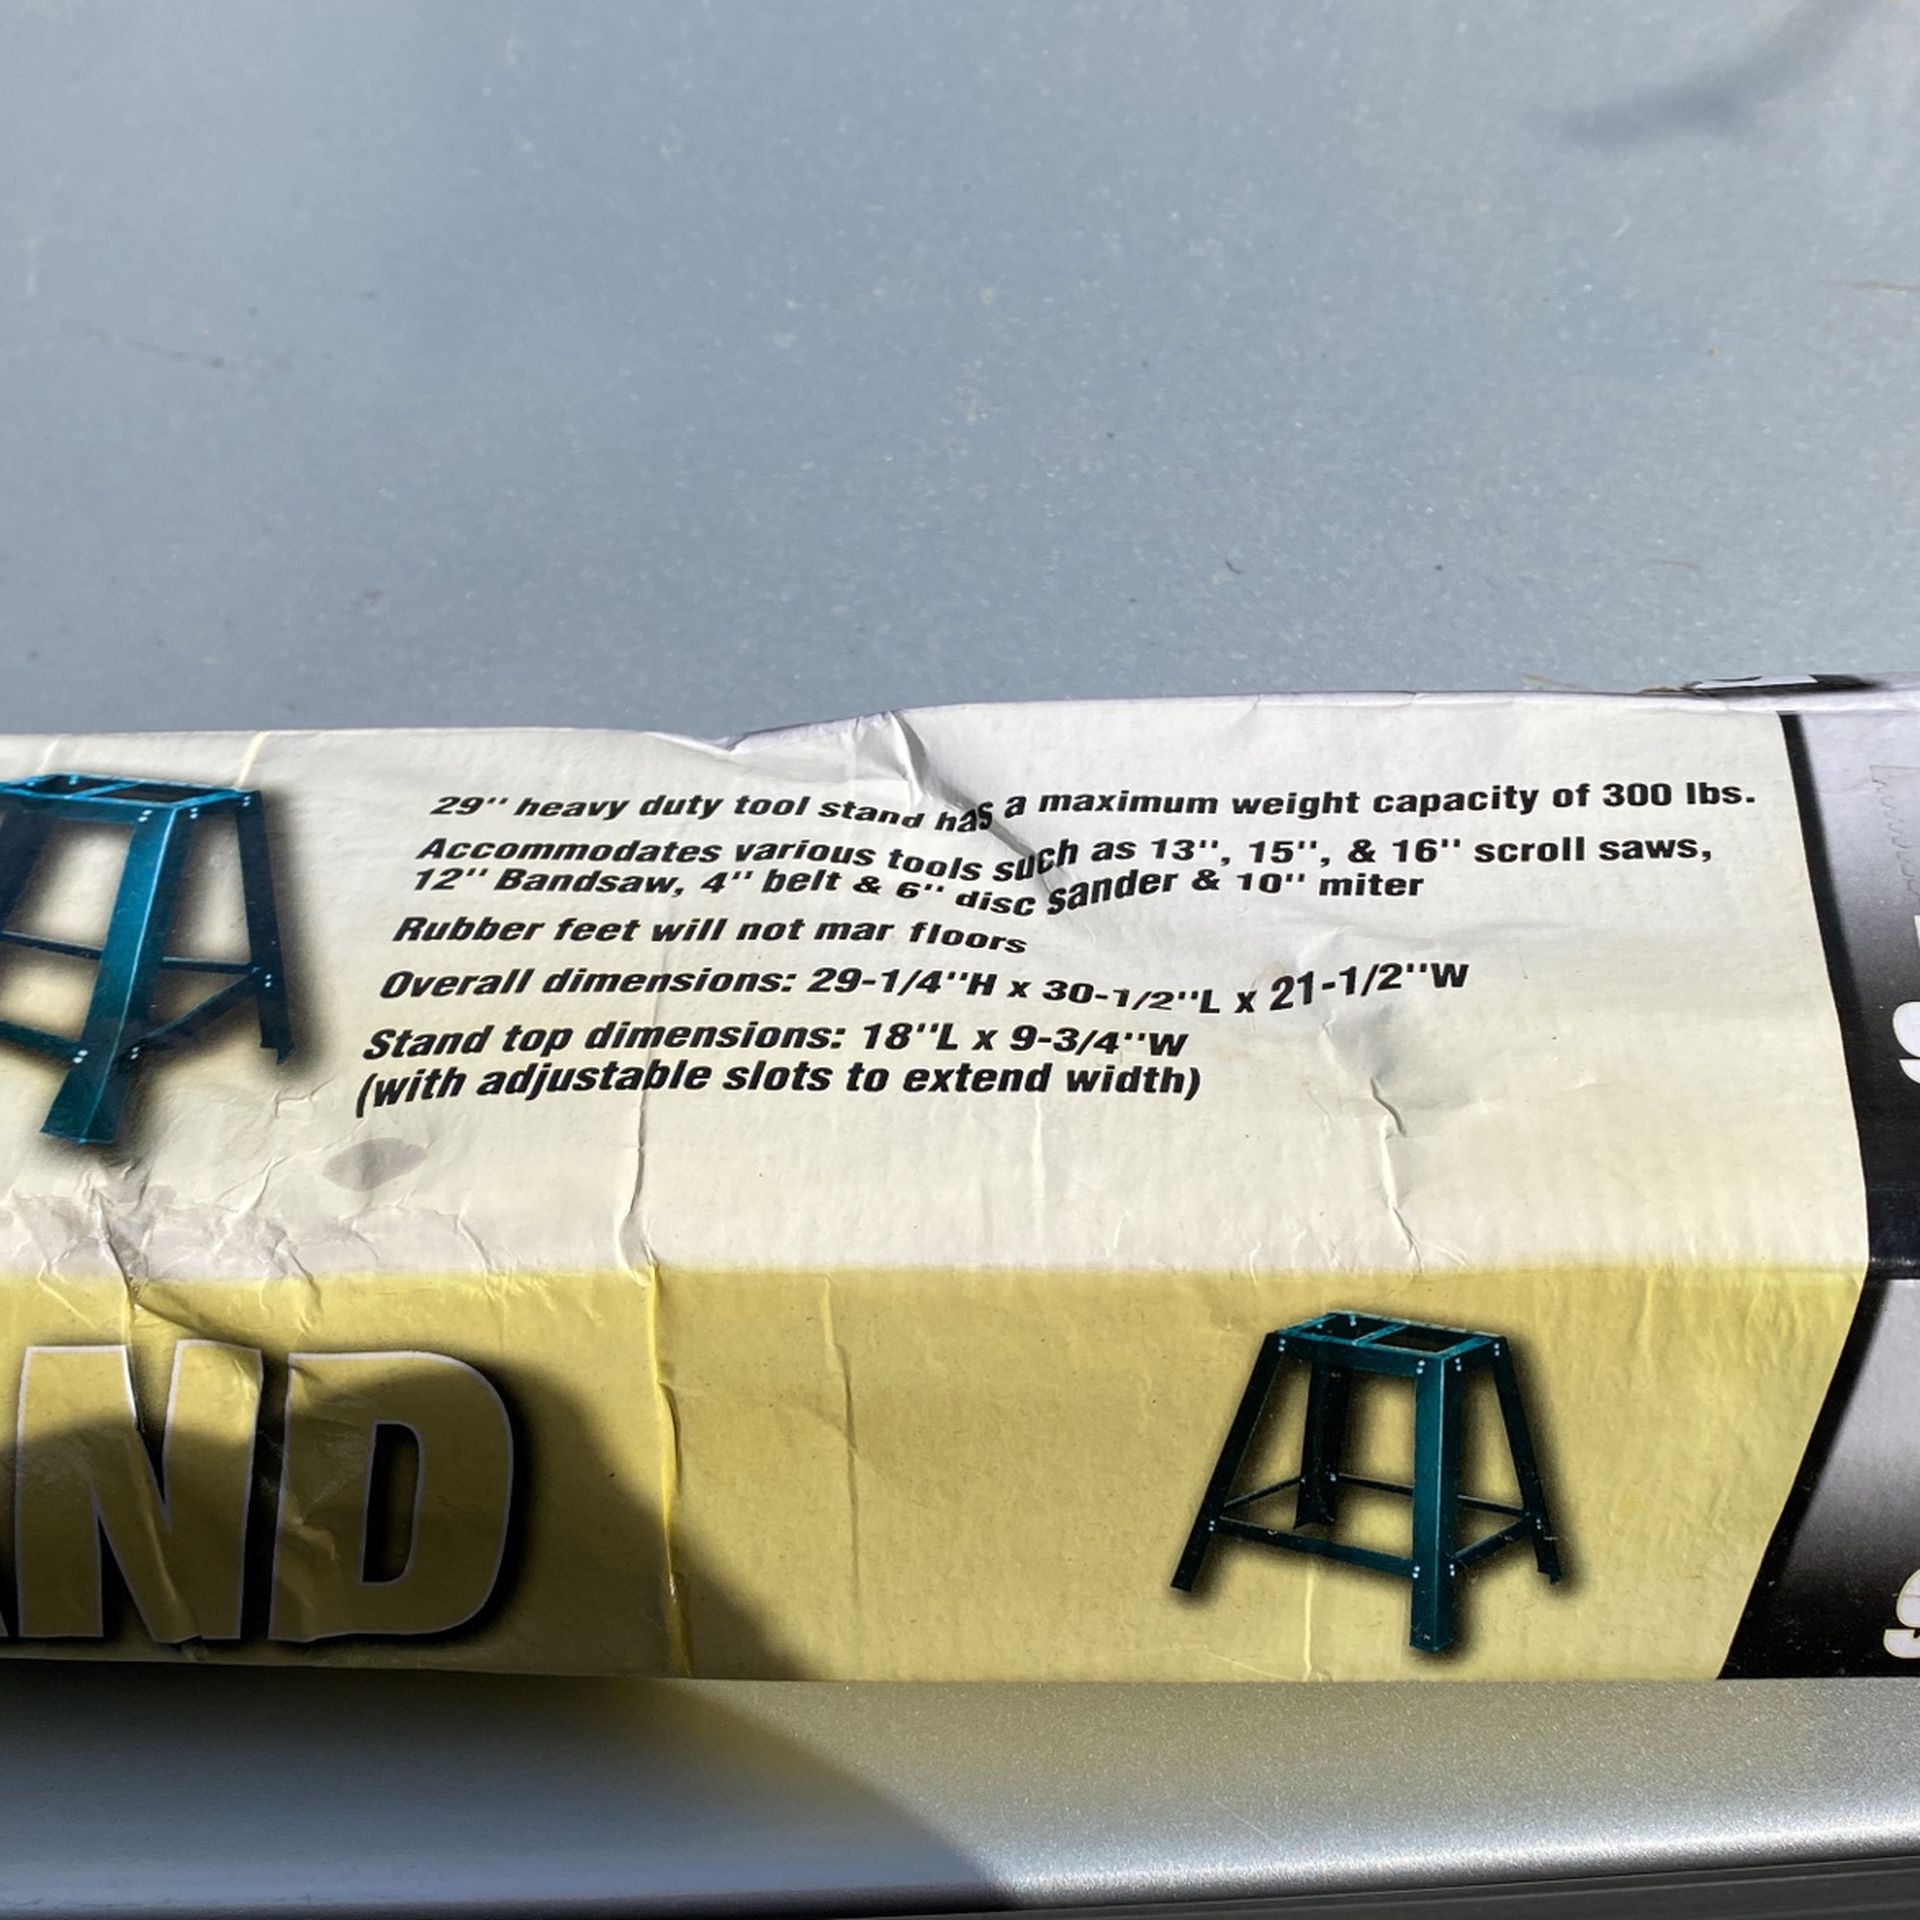 29" heavy duty tool stand has a maximum weight capacity of 300 lbs.
Accommodates various tools such as 13", 15", & 16" scroll saws,
12" Bandsaw, 4" belt & 6" disc sander & 10" miter
Rubber feet will not mar floors
Overall dimensions: 29-1/4"H x 30-1/2"L x 21-1/2"W
Stand top dimensions: 18"L x 9-3/4"W
(with adjustable slots to extend width)
AND